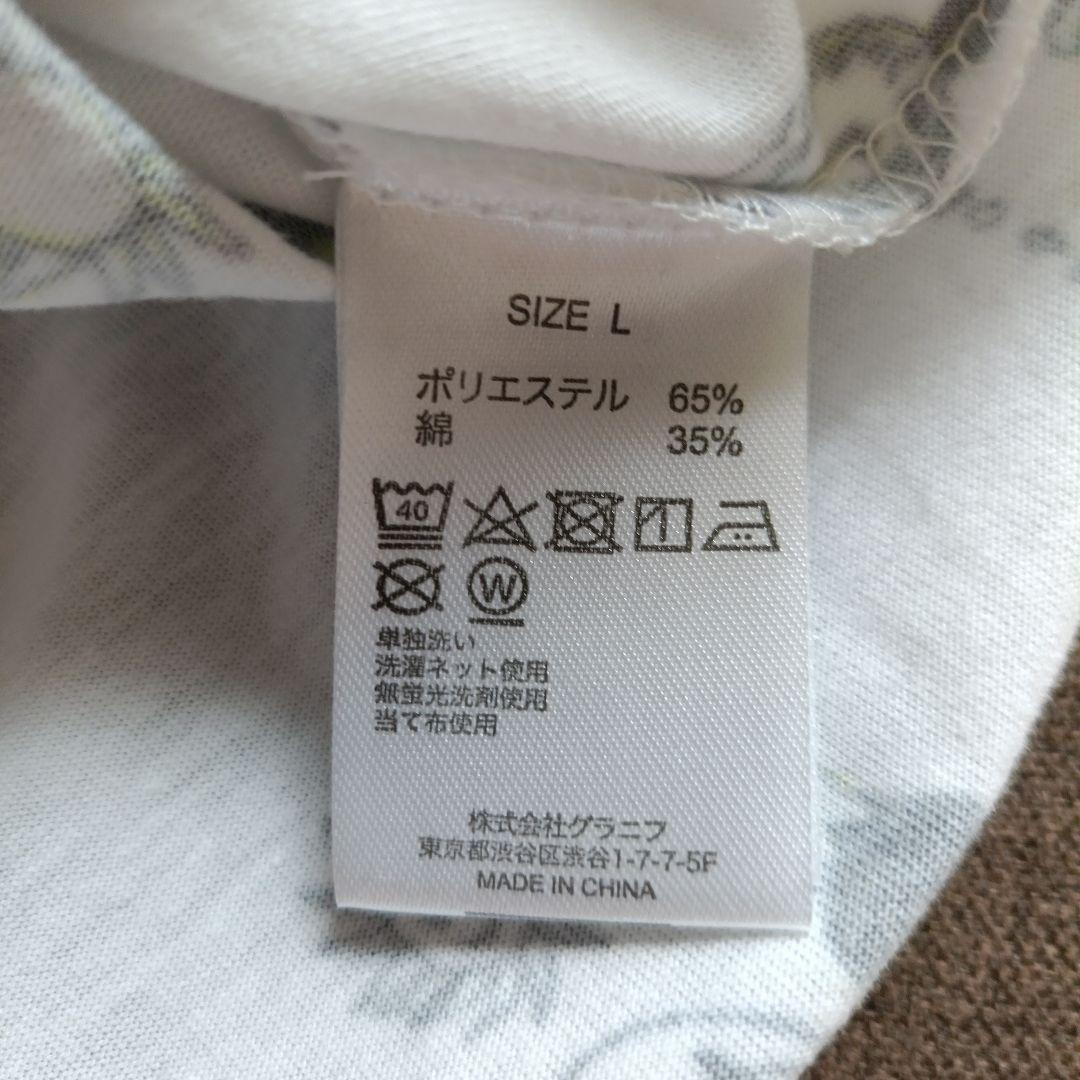 SIZE L
ポリエステル 65%
綿 35%
40
W
単独洗い
洗濯ネット使用
無蛍光洗剤使用
当て布使用
株式会社グラニフ
東京都渋谷区渋谷1-7-7-5F
MADE IN CHINA